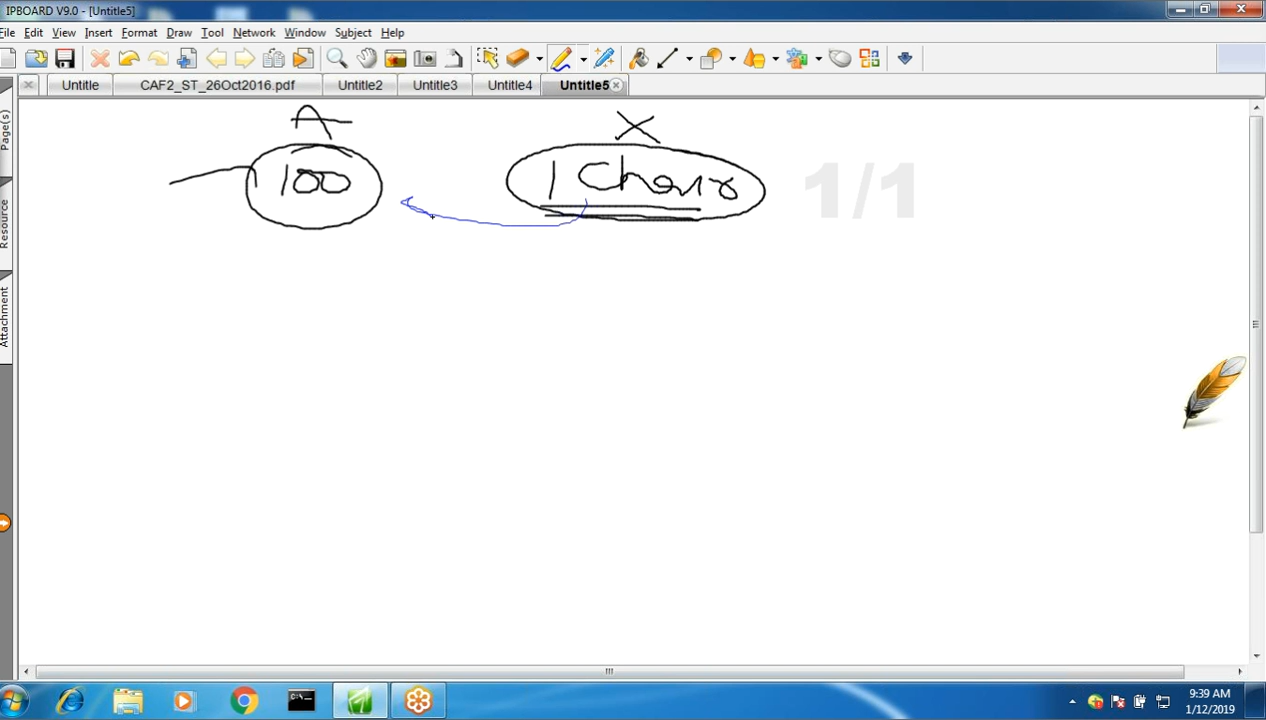 IPBOARD V9.0 - [Untitle5]
File Edit View Insert Format Draw Tool Network Window Subject Help
Untitle CAF2_ST_26Oct2016.pdf Untitle2 Untitle3 Untitle4 Untitle5
Page(s)
Resource
Attachment
A X
100 1 Chair
1/1
9:39 AM
1/12/2019